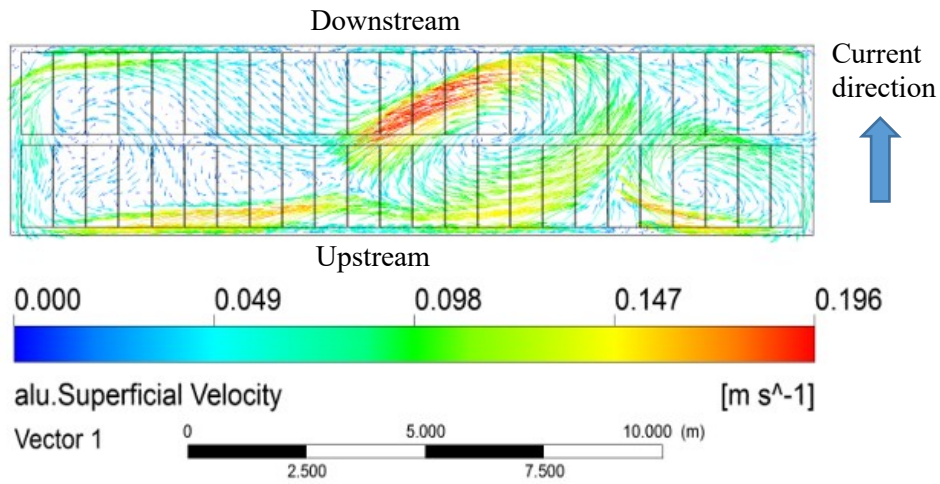 Downstream
Current
direction
Upstream
0.000 0.049 0.098 0.147 0.196
alu.Superficial Velocity [m s^-1]
Vector 1
0 5.000 10.000 (m)
2.500 7.500